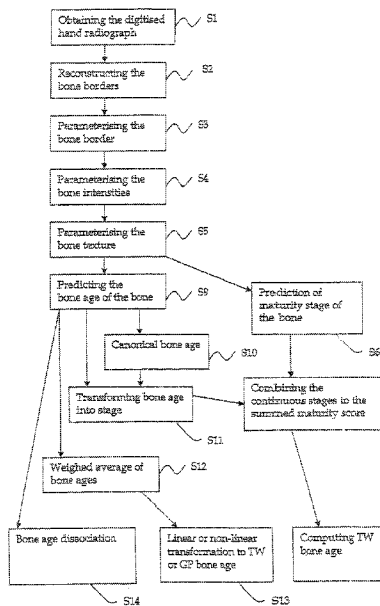 Obtaining the digitised
hand radiograph
S1
Reconstructing the
bone borders
S2
Parameterising the
bone border
S3
Parameterising the
bone intensities
S4
Parameterising the
bone texture
S5
Predicting the
bone age of the bone
S9
Prediction of
maturity stage of
the bone
S6
Canonical bone age
S10
Transforming bone age
into stage
S11
Combining the
continuous stages to the
summed maturity score
Weighed average of
bone ages
S12
Bone age dissociation
S14
Linear or non-linear
transformation to TW
or GP bone age
S13
Computing TW
bone age